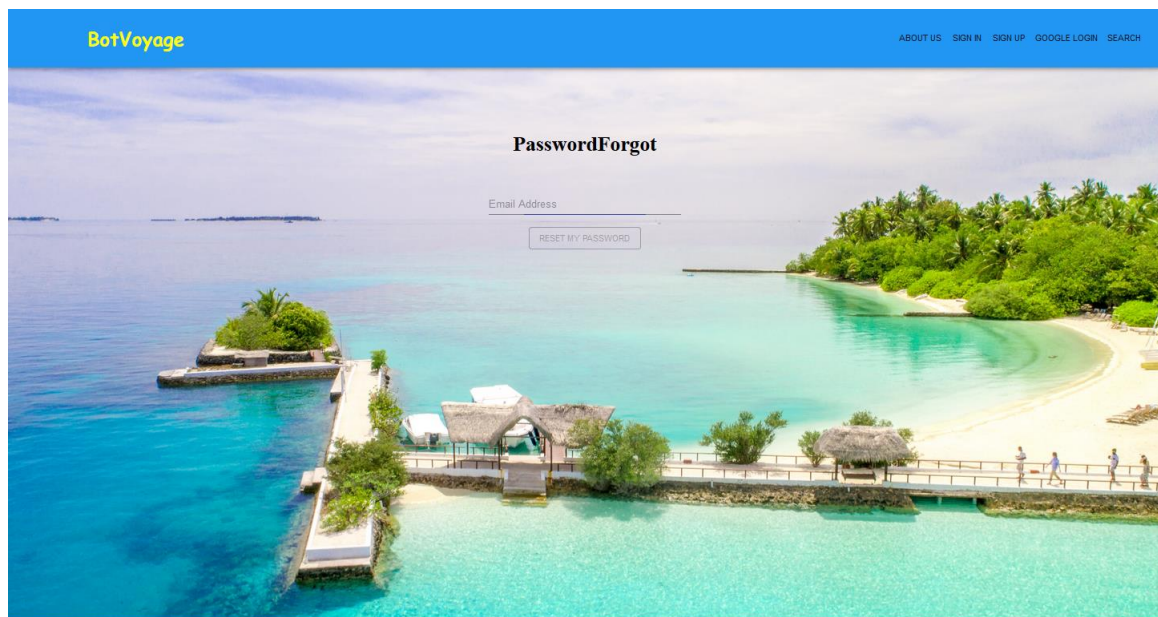 BotVoyage
ABOUT US SIGN IN SIGN UP GOOGLE LOGIN SEARCH
PasswordForgot
Email Address
RESET MY PASSWORD